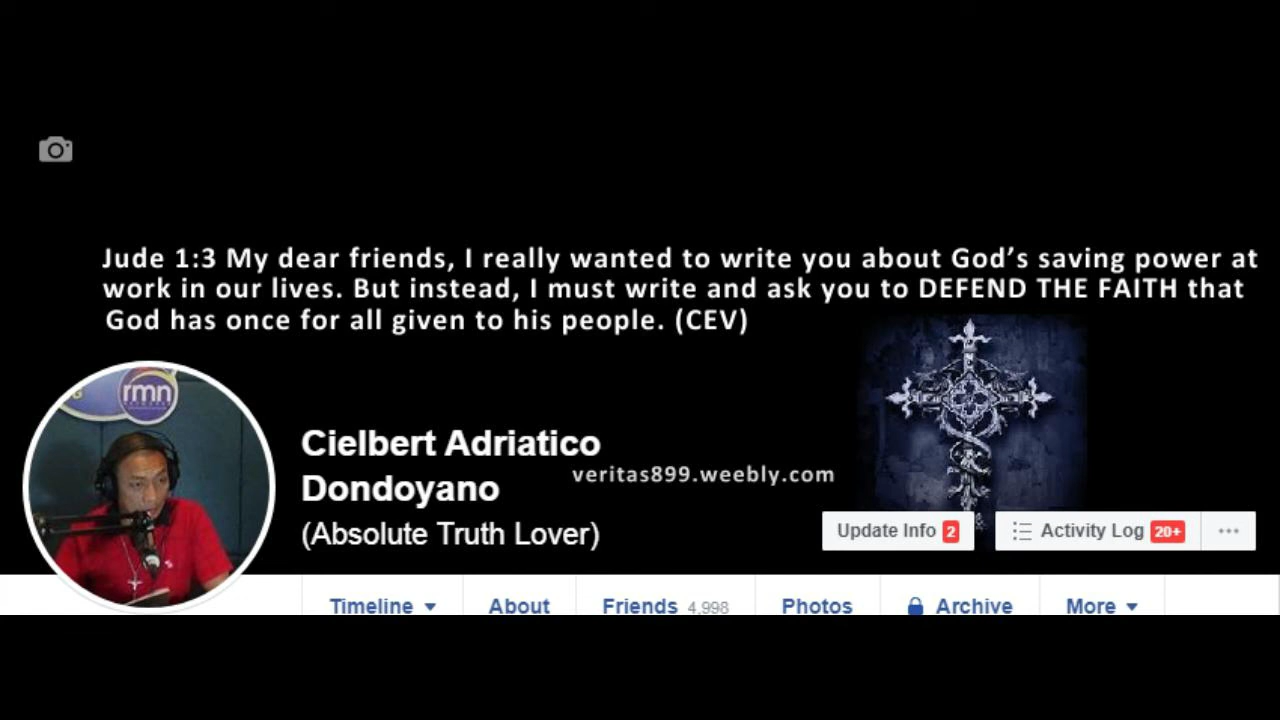 Jude 1:3 My dear friends, I really wanted to write you about God’s saving power at
work in our lives. But instead, I must write and ask you to DEFEND THE FAITH that
God has once for all given to his people. (CEV)
rmn
Cielbert Adriatico
Dondoyano
veritas899.weebly.com
(Absolute Truth Lover)
Update Info 2
Activity Log 20+
Timeline
About
Friends 4,998
Photos
Archive
More